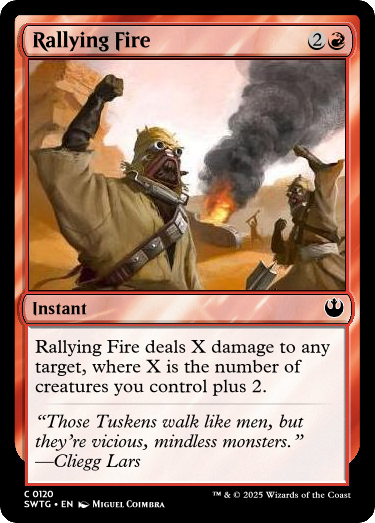 Rallying Fire 2
Instant
Rallying Fire deals X damage to any
target, where X is the number of
creatures you control plus 2.
“Those Tuskens walk like men, but
they’re vicious, mindless monsters.”
—Cliegg Lars
C 0120
SWTG • EN Miguel Coimbra
™ & © 2025 Wizards of the Coast